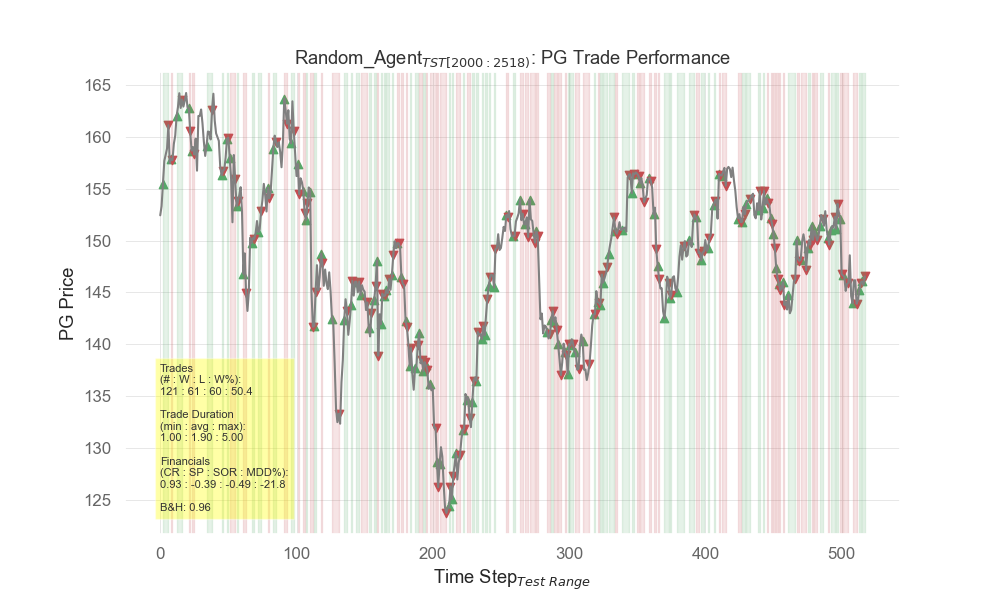 Random_Agent TST[2000 : 2518) : PG Trade Performance
PG Price
165
160
155
150
145
140
135
130
125
Trades
(# : W : L : W%):
121 : 61 : 60 : 50.4
Trade Duration
(min : avg : max):
1.00 : 1.90 : 5.00
Financials
(CR : SP : SOR : MDD%):
0.93 : -0.39 : -0.49 : -21.8
B&H: 0.96
0 100 200 300 400 500
Time Step Test Range